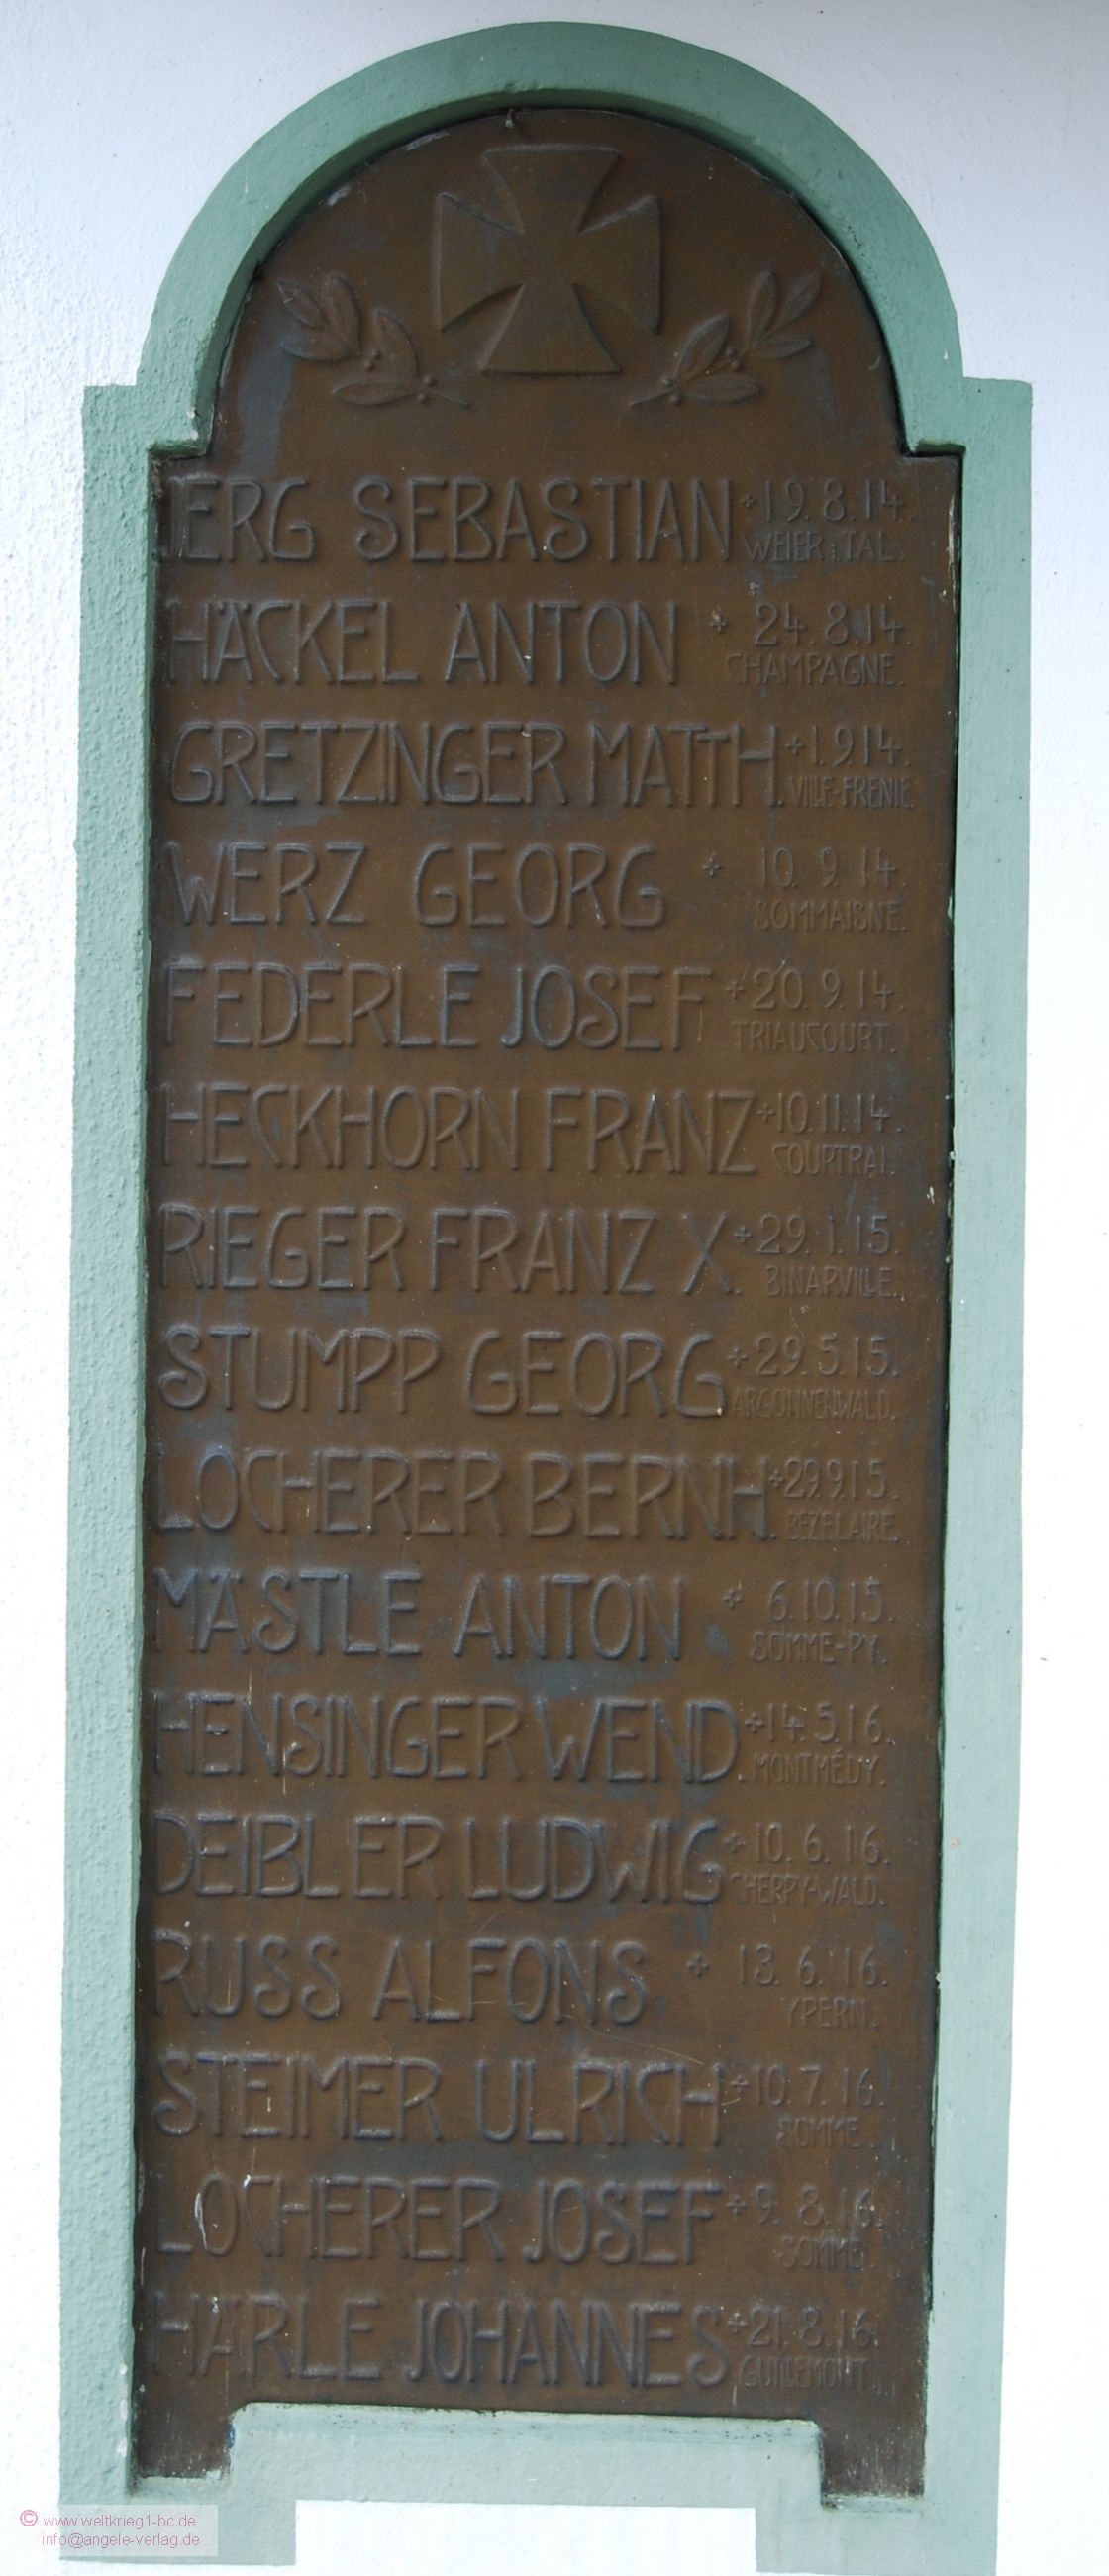 JERG SEBASTIAN + 19.8.14.
WEIER i. TAL.
HÄCKEL ANTON + 24.8.14.
CHAMPAGNE.
GRETZINGER MATTH. + 1.9.14.
VILLE-FRENIE
WERZ GEORG + 10.9.14.
SOMMAISNE.
FEDERLE JOSEF + 20.9.14.
TRIAUCOURT.
HECKHORN FRANZ + 10.11.14.
COURTRAI.
RIEGER FRANZ X. + 29.1.15.
BINARVILLE.
STUMPP GEORG + 29.5.15.
ARGONNENWALD.
LOCHERER BERNH. + 29.9.15.
BEZELAIRE.
MÄSTLE ANTON + 6.10.15.
SOMME-PY.
HENSINGER WEND. + 14.5.16.
MONTMÉDY.
DEIBLER LUDWIG + 10.6.16.
CHERPY-WALD.
RUSS ALFONS + 13.6.16.
YPERN.
STEIMER ULRICH + 10.7.16.
SOMME.
LOCHERER JOSEF + 9.8.16.
SOMME.
HÄRLE JOHANNES + 21.8.16.
GUILLEMONT.
© www.weltkrieg1-bc.de
info@angele-verlag.de